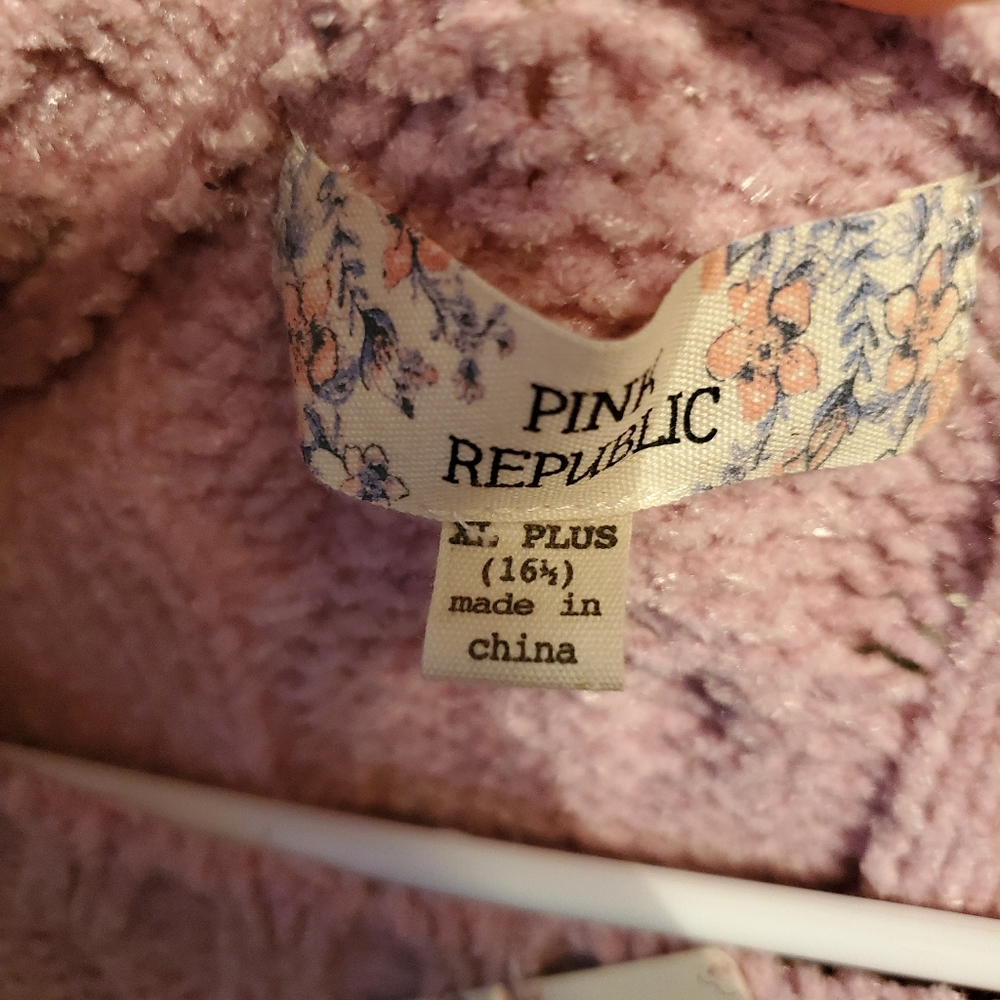 PINK
REPUBLIC
XL PLUS
(16½)
made in
china